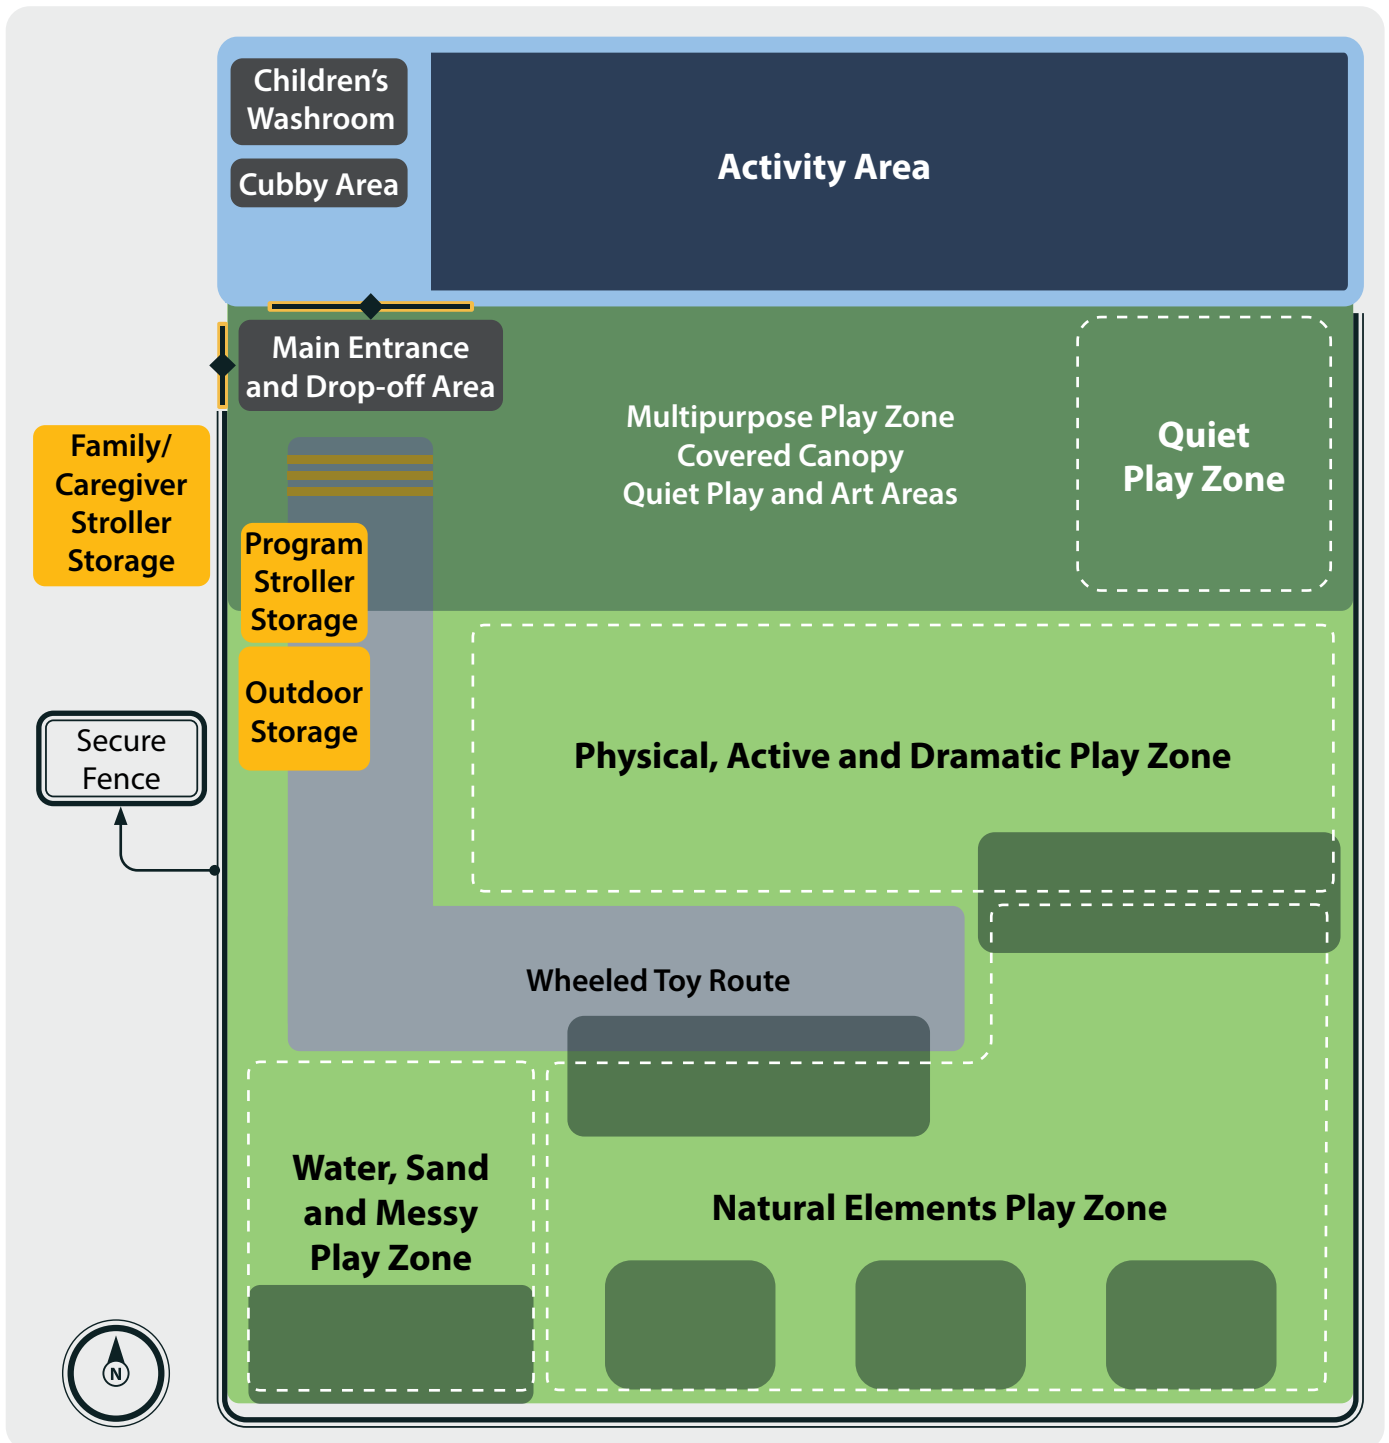 Children’s
Washroom
Cubby Area
Activity Area
Main Entrance
and Drop-off Area
Multipurpose Play Zone
Covered Canopy
Quiet Play and Art Areas
Quiet
Play Zone
Family/
Caregiver
Stroller
Storage
Program
Stroller
Storage
Outdoor
Storage
Secure
Fence
Physical, Active and Dramatic Play Zone
Wheeled Toy Route
Water, Sand
and Messy
Play Zone
Natural Elements Play Zone
N